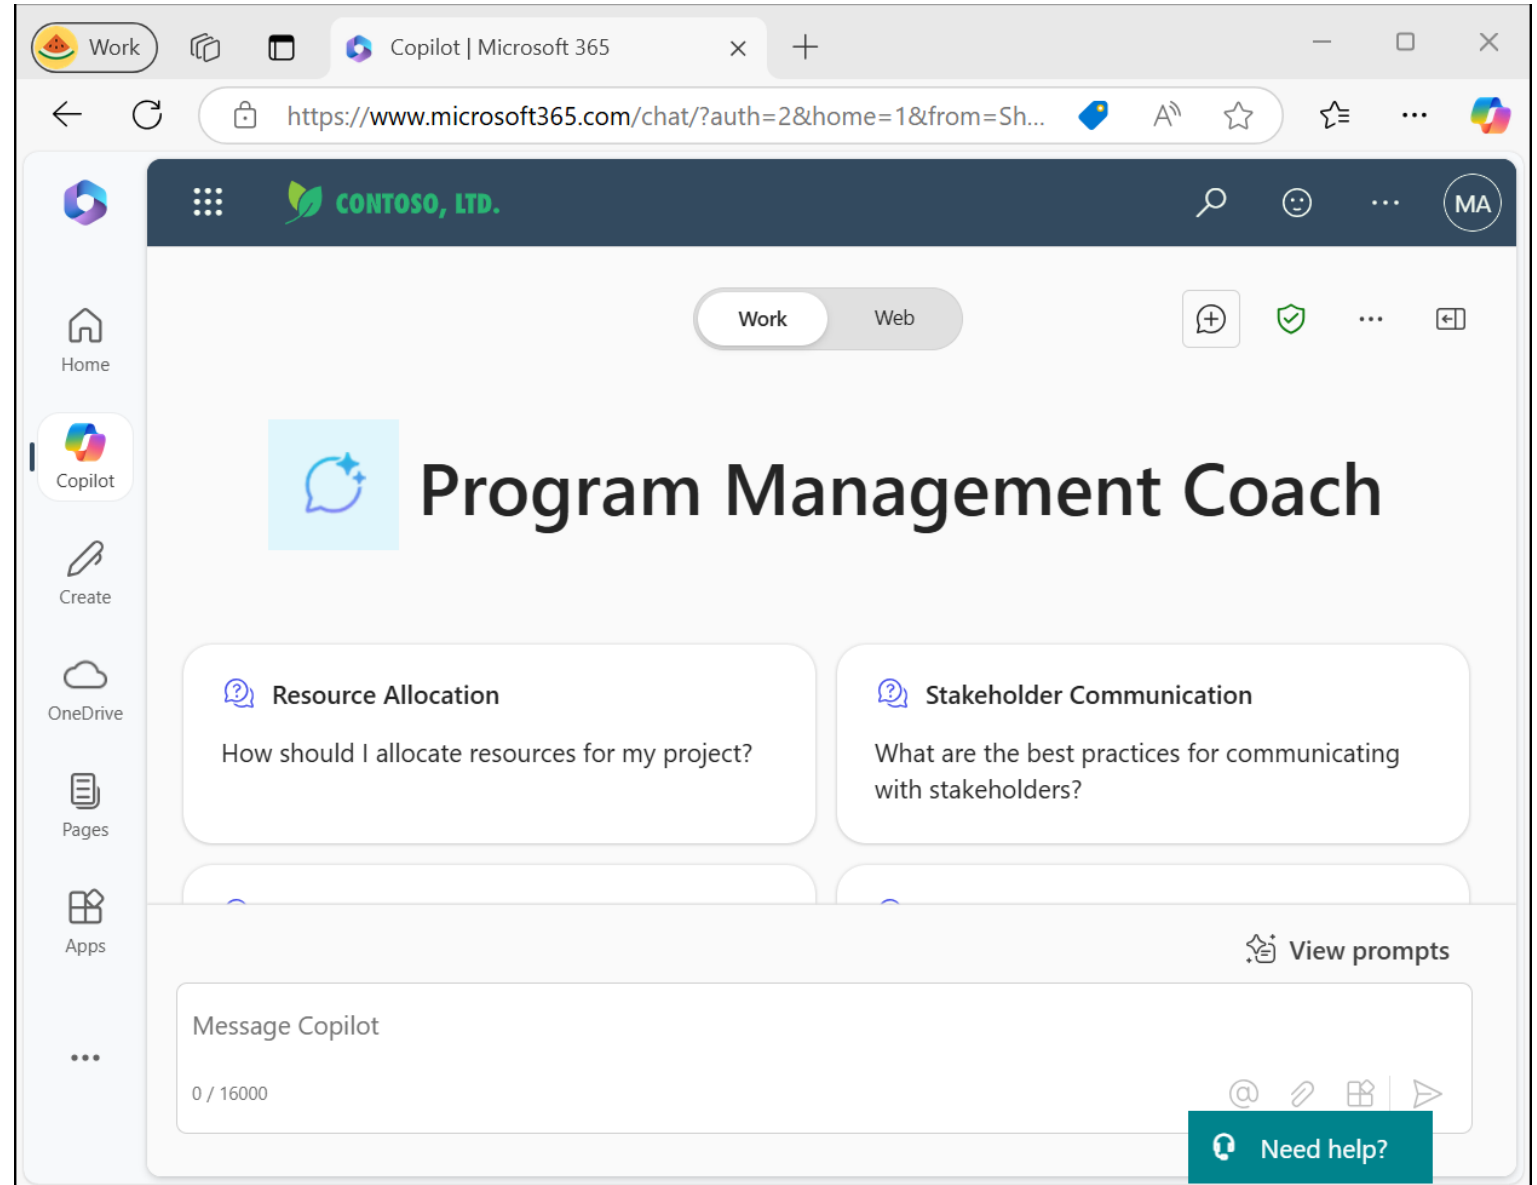 Work
Copilot | Microsoft 365
https://www.microsoft365.com/chat/?auth=2&home=1&from=Sh...
CONTOSO, LTD.
MA
Work
Web
Home
Copilot
Create
OneDrive
Pages
Apps
Program Management Coach
Resource Allocation
How should I allocate resources for my project?
Stakeholder Communication
What are the best practices for communicating
with stakeholders?
View prompts
Message Copilot
0 / 16000
Need help?